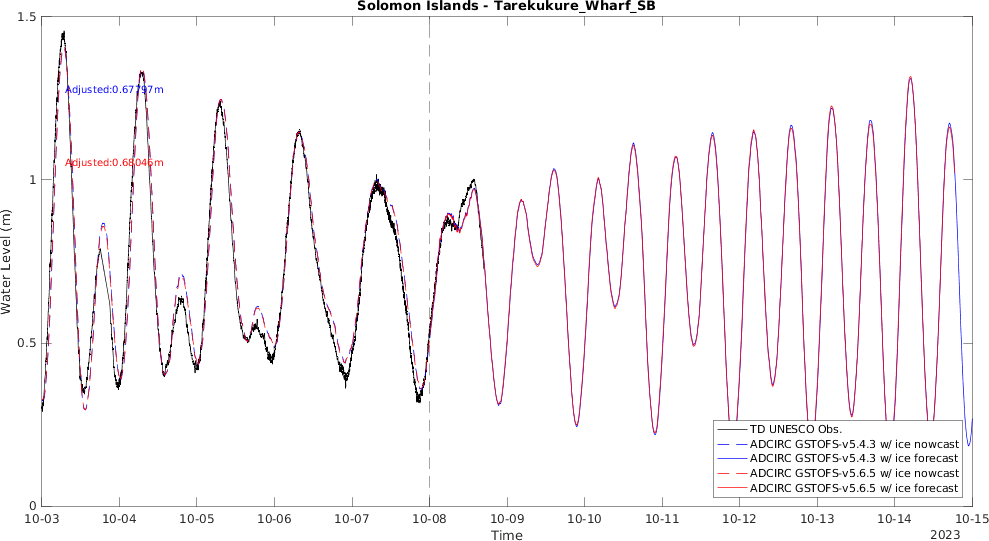 Solomon Islands - Tarekukure_Wharf_SB
1.5
Adjusted:0.67797m
Adjusted:0.68046m
1
Water Level (m)
0.5
TD UNESCO Obs.
ADCIRC GSTOFS-v5.4.3 w/ ice nowcast
ADCIRC GSTOFS-v5.4.3 w/ ice forecast
ADCIRC GSTOFS-v5.6.5 w/ ice nowcast
ADCIRC GSTOFS-v5.6.5 w/ ice forecast
0
10-03 10-04 10-05 10-06 10-07 10-08 10-09 10-10 10-11 10-12 10-13 10-14 10-15
Time
2023